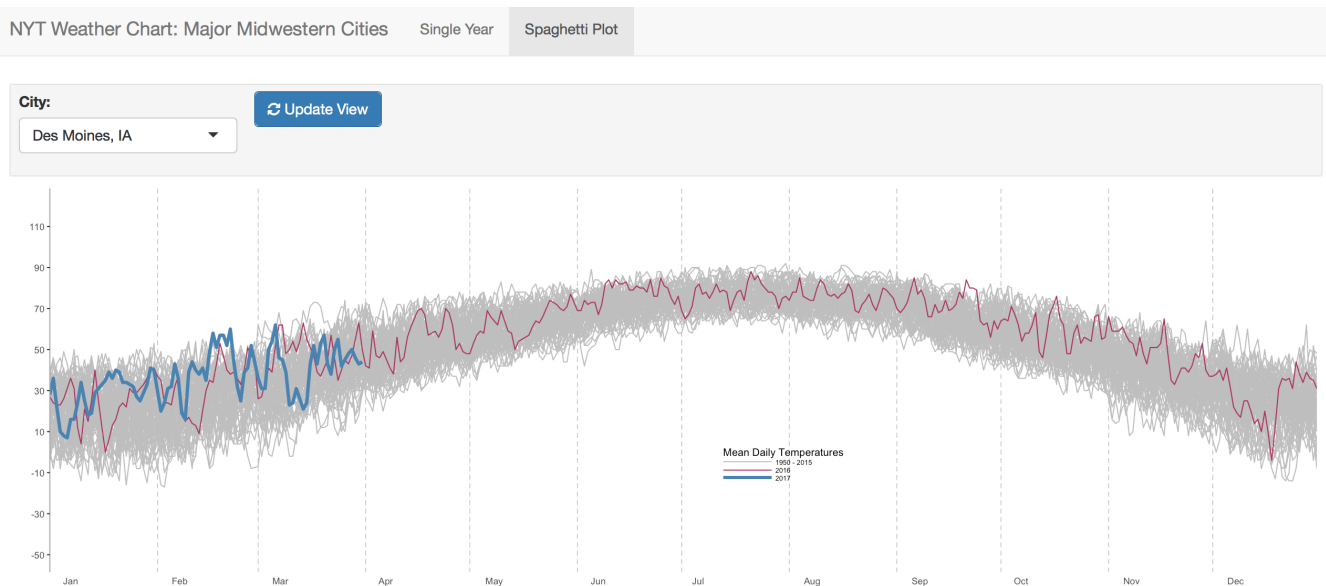 NYT Weather Chart: Major Midwestern Cities Single Year Spaghetti Plot
City:
Update View
Des Moines, IA
110
90
70
50
30
10
-10
-30
-50
Mean Daily Temperatures
1950 - 2015
2016
2017
Jan Feb Mar Apr May Jun Jul Aug Sep Oct Nov Dec